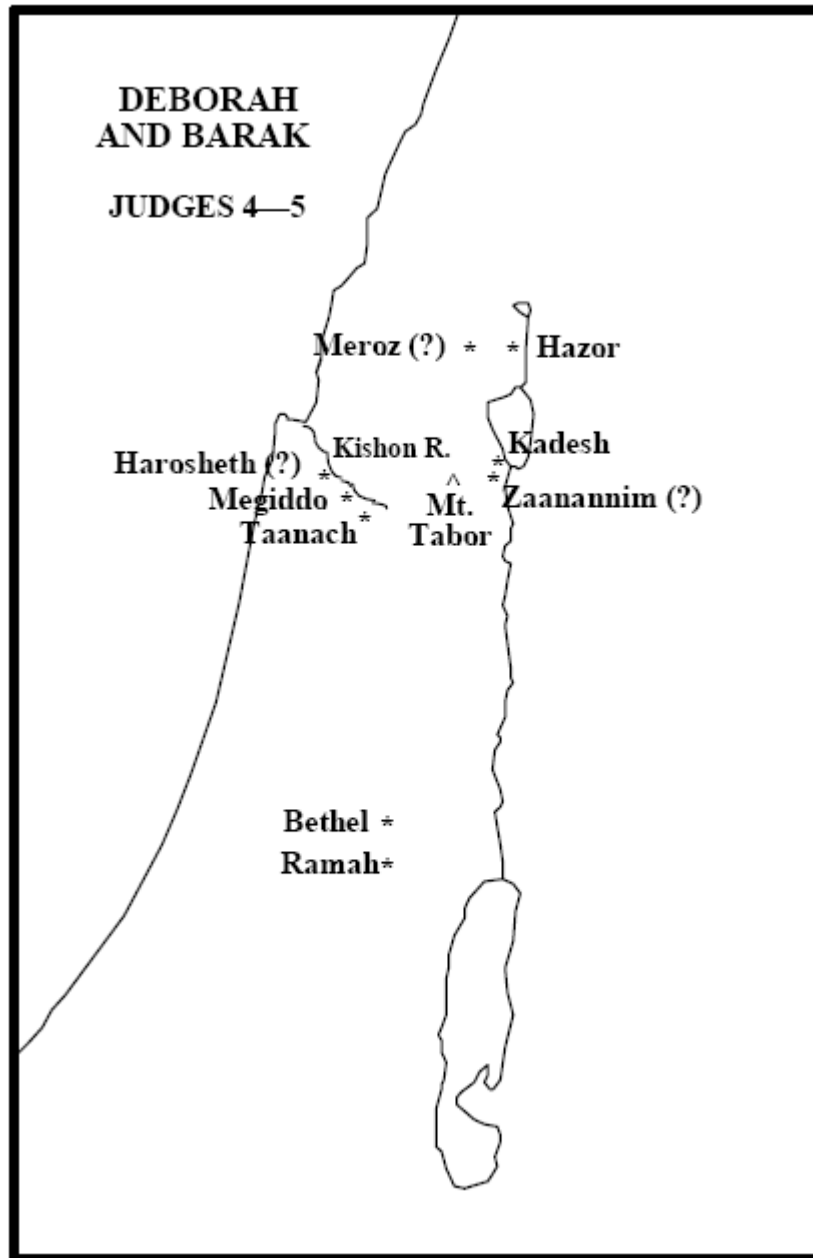 DEBORAH
AND BARAK
JUDGES 4—5
Meroz (?) * * Hazor
Kishon R.
Kadesh
Harosheth (?) *
^
Megiddo *
Mt.
Tabor
* Zaanannim (?)
Taanach *
Bethel *
Ramah*